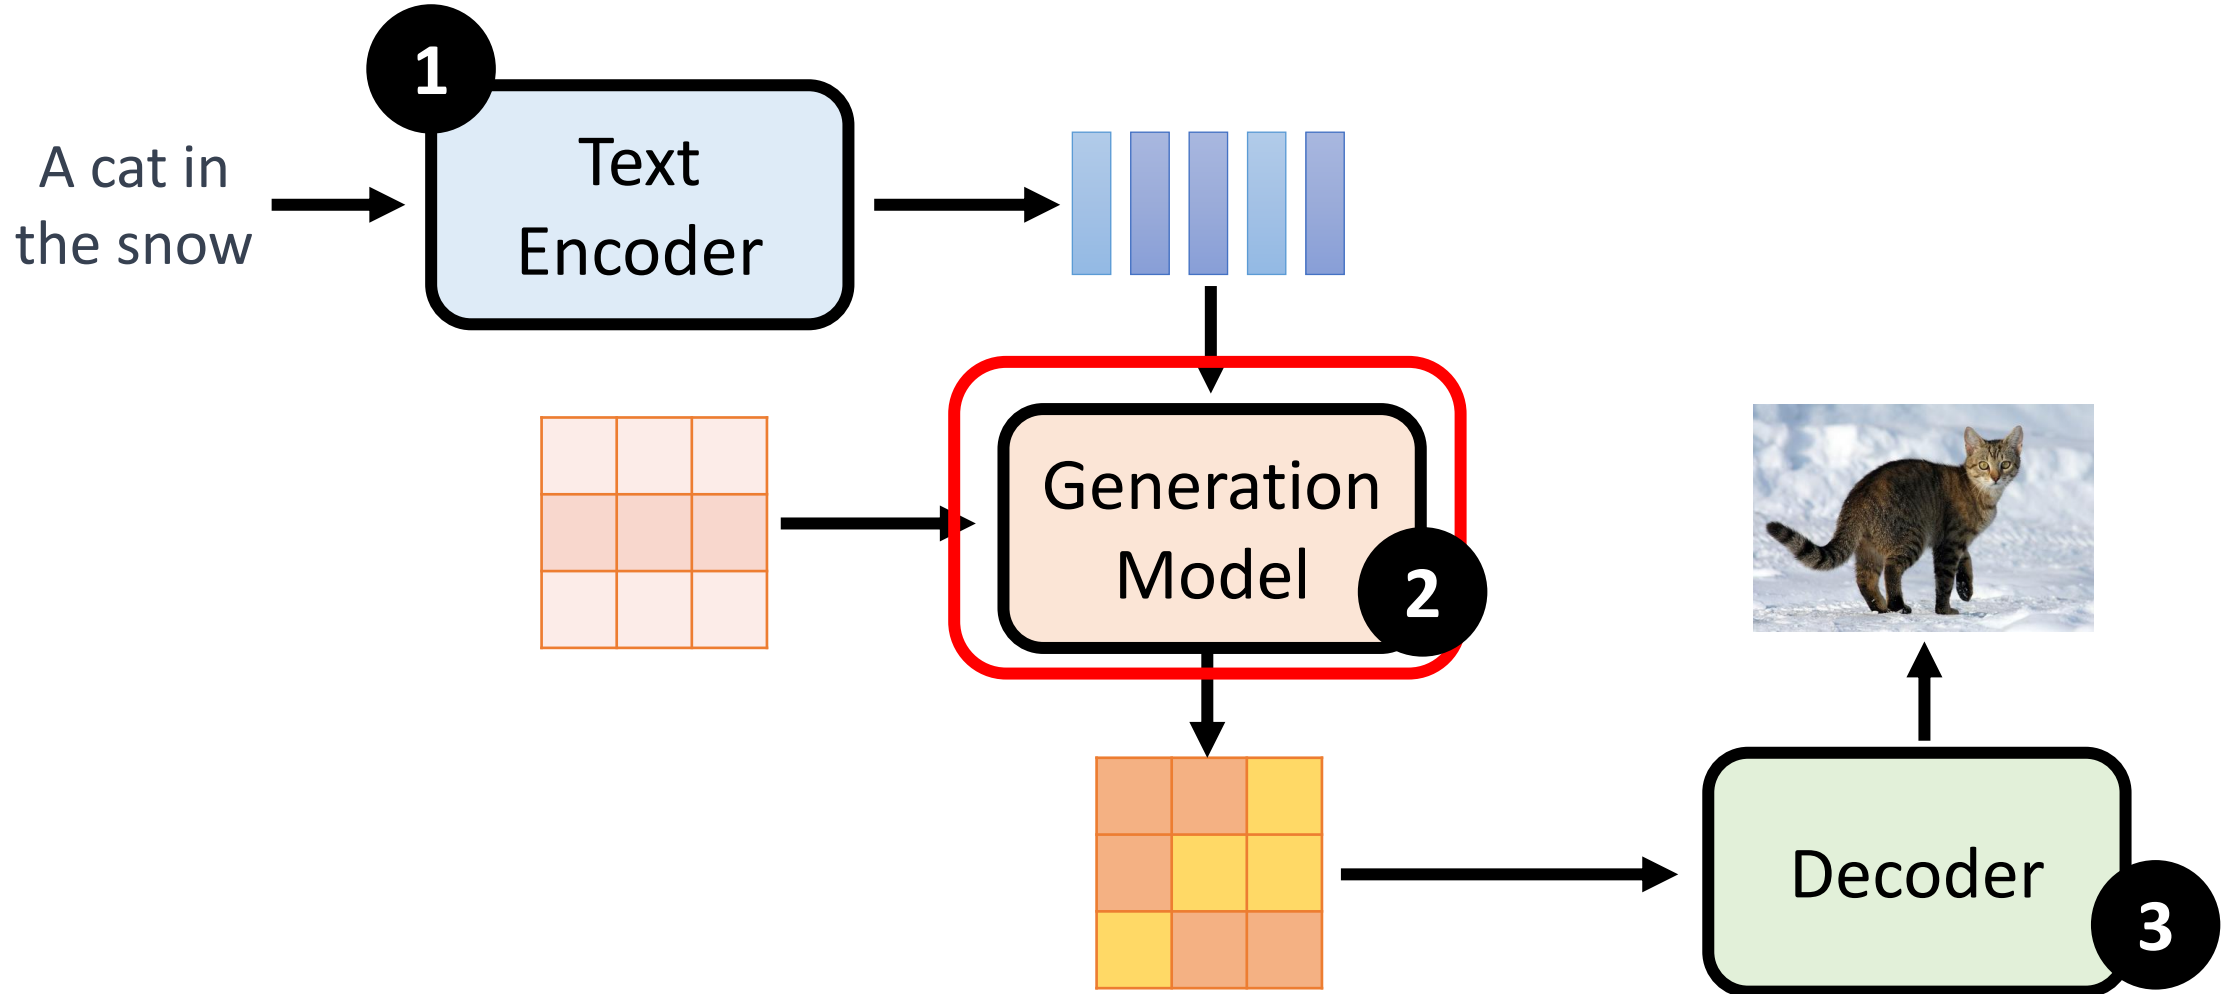 1
A cat in
the snow
Text
Encoder
Generation
Model
2
Decoder
3